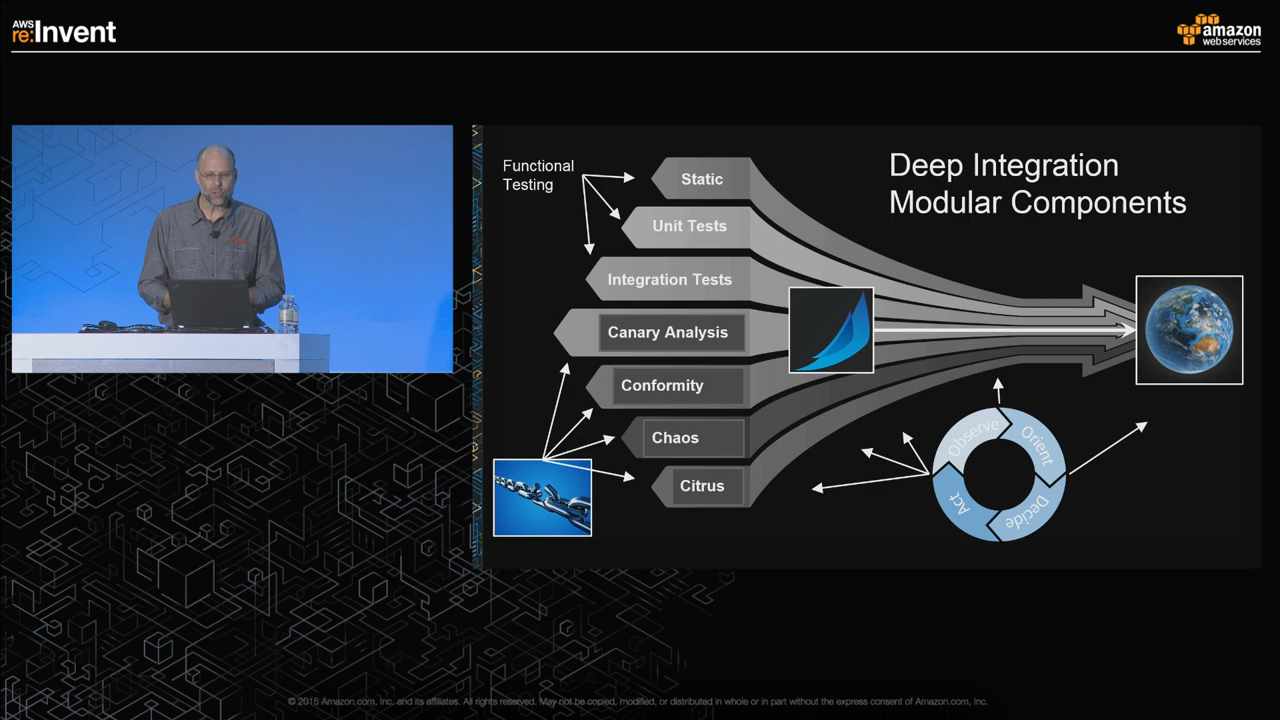 AWS
re:Invent
amazon
web services
Functional
Testing
Static
Unit Tests
Integration Tests
Canary Analysis
Conformity
Chaos
Citrus
Deep Integration
Modular Components
Observe
Orient
Decide
Act
© 2015 Amazon.com, Inc. and its affiliates. All rights reserved. May not be copied, modified, or distributed in whole or in part without the express consent of Amazon.com, Inc.